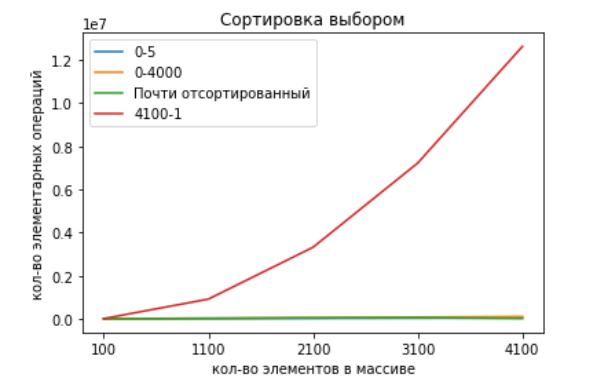 Сортировка выбором
1e7
0-5
0-4000
Почти отсортированный
4100-1
кол-во элементарных операций
1.2
1.0
0.8
0.6
0.4
0.2
0.0
100 1100 2100 3100 4100
кол-во элементов в массиве